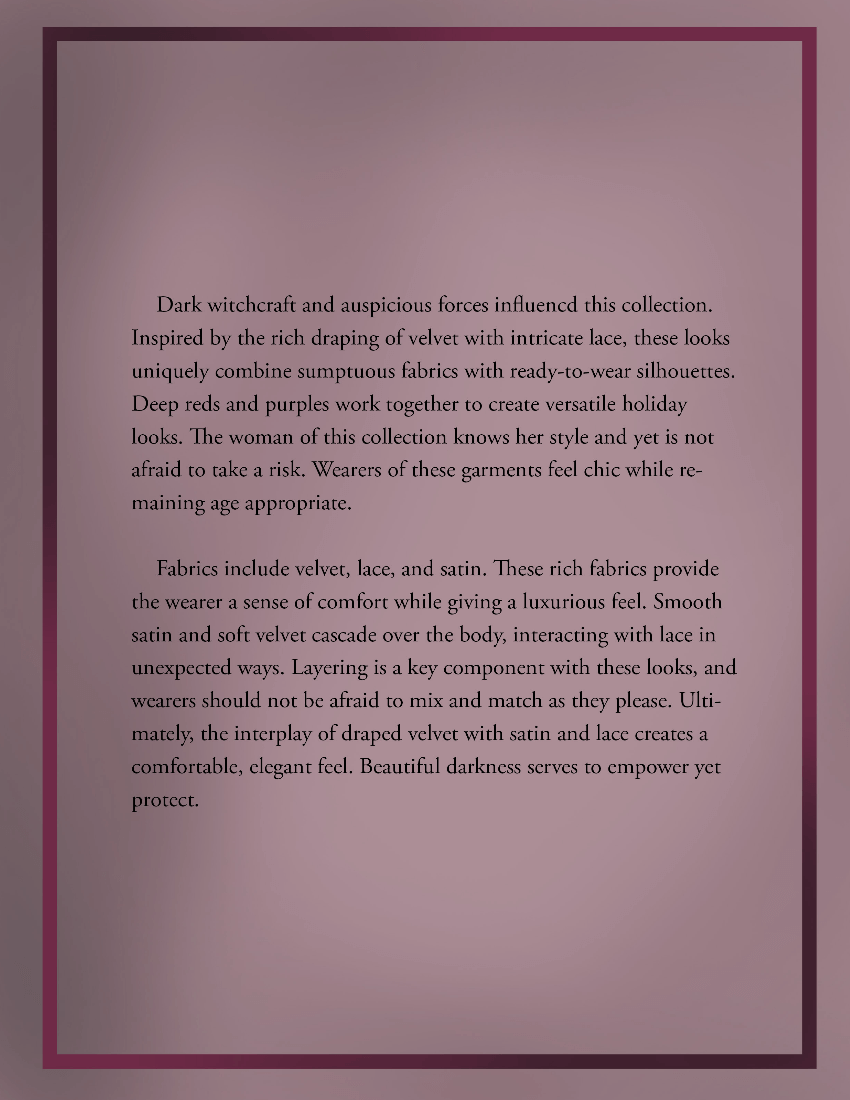 Dark witchcraft and auspicious forces influencd this collection.
Inspired by the rich draping of velvet with intricate lace, these looks
uniquely combine sumptuous fabrics with ready-to-wear silhouettes.
Deep reds and purples work together to create versatile holiday
looks. The woman of this collection knows her style and yet is not
afraid to take a risk. Wearers of these garments feel chic while re-
maining age appropriate.
Fabrics include velvet, lace, and satin. These rich fabrics provide
the wearer a sense of comfort while giving a luxurious feel. Smooth
satin and soft velvet cascade over the body, interacting with lace in
unexpected ways. Layering is a key component with these looks, and
wearers should not be afraid to mix and match as they please. Ulti-
mately, the interplay of draped velvet with satin and lace creates a
comfortable, elegant feel. Beautiful darkness serves to empower yet
protect.